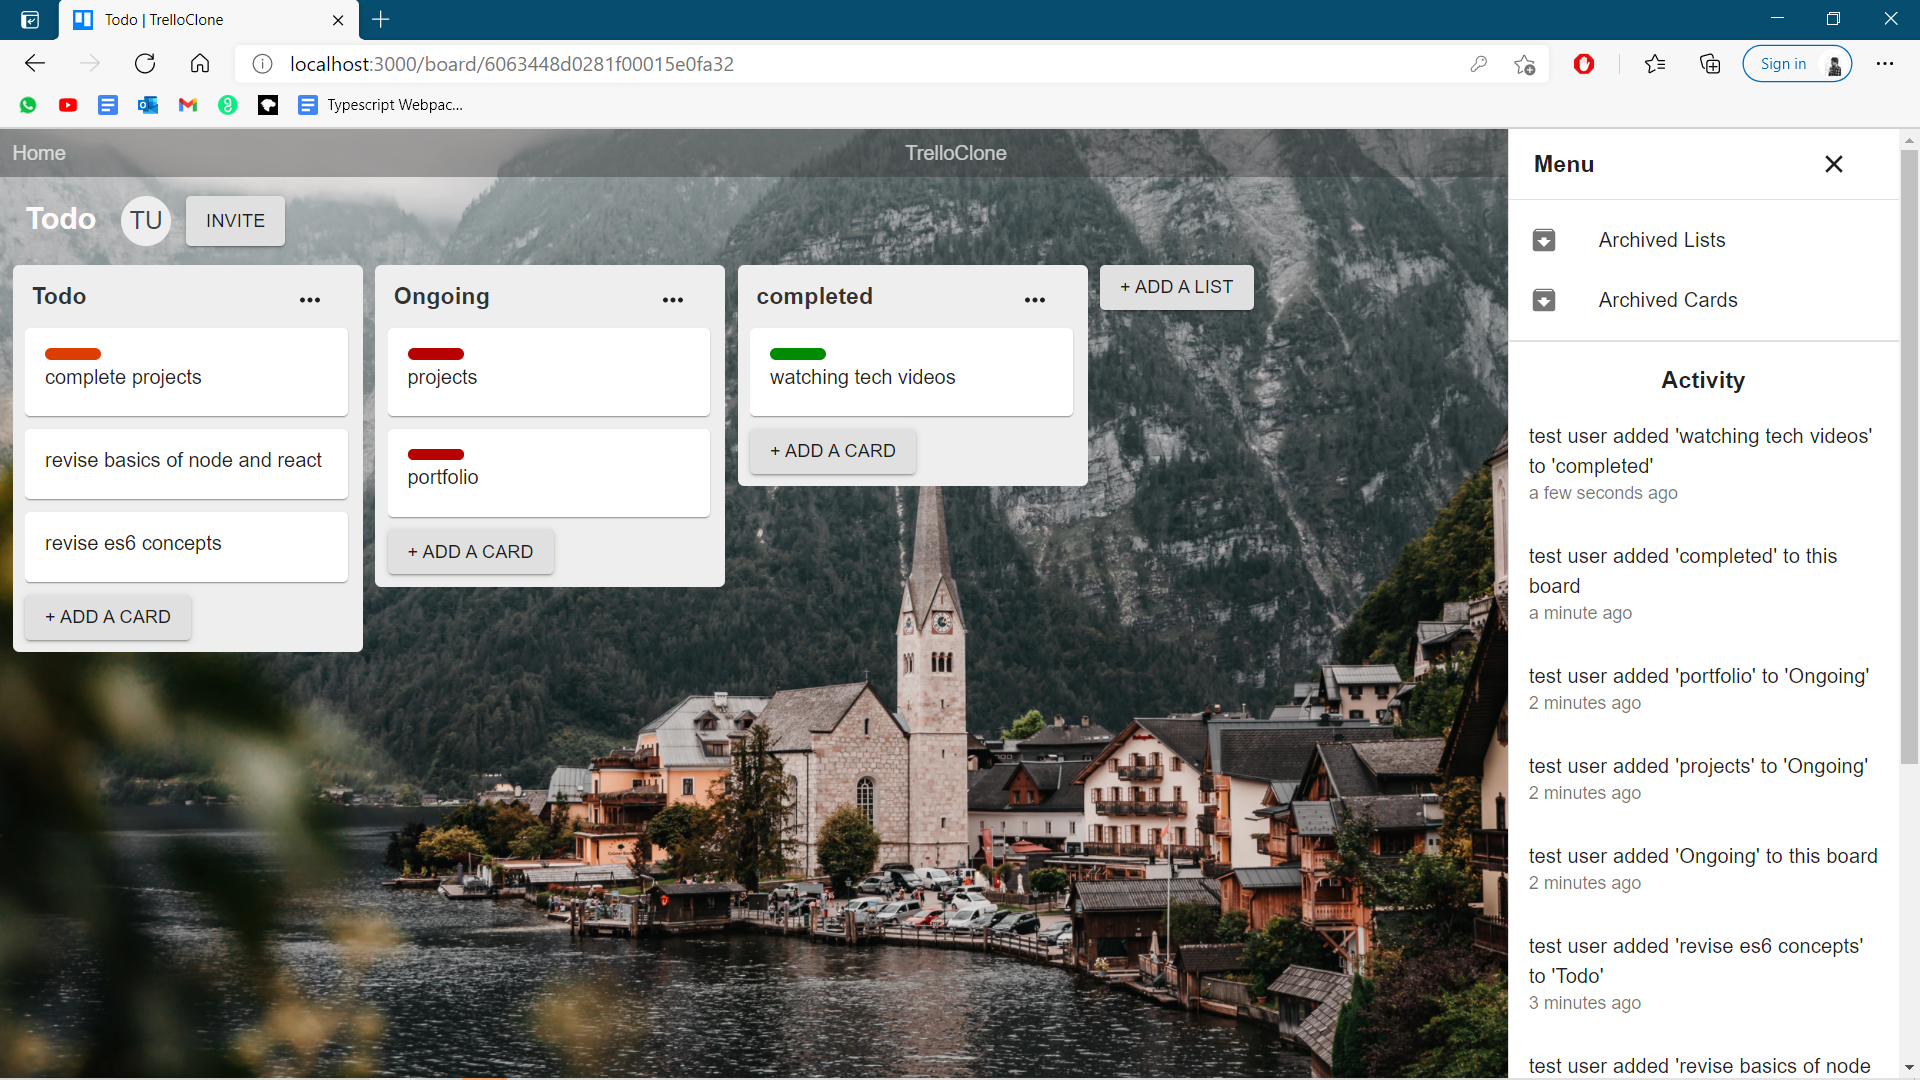 Todo | TrelloClone
localhost:3000/board/6063448d0281f00015e0fa32
Sign in
Typescript Webpac...
Home
TrelloClone
Todo
TU
INVITE
Todo
complete projects
revise basics of node and react
revise es6 concepts
+ ADD A CARD
Ongoing
projects
portfolio
+ ADD A CARD
completed
watching tech videos
+ ADD A CARD
+ ADD A LIST
Menu
Archived Lists
Archived Cards
Activity
test user added 'watching tech videos'
to 'completed'
a few seconds ago
test user added 'completed' to this
board
a minute ago
test user added 'portfolio' to 'Ongoing'
2 minutes ago
test user added 'projects' to 'Ongoing'
2 minutes ago
test user added 'Ongoing' to this board
2 minutes ago
test user added 'revise es6 concepts'
to 'Todo'
3 minutes ago
test user added 'revise basics of node